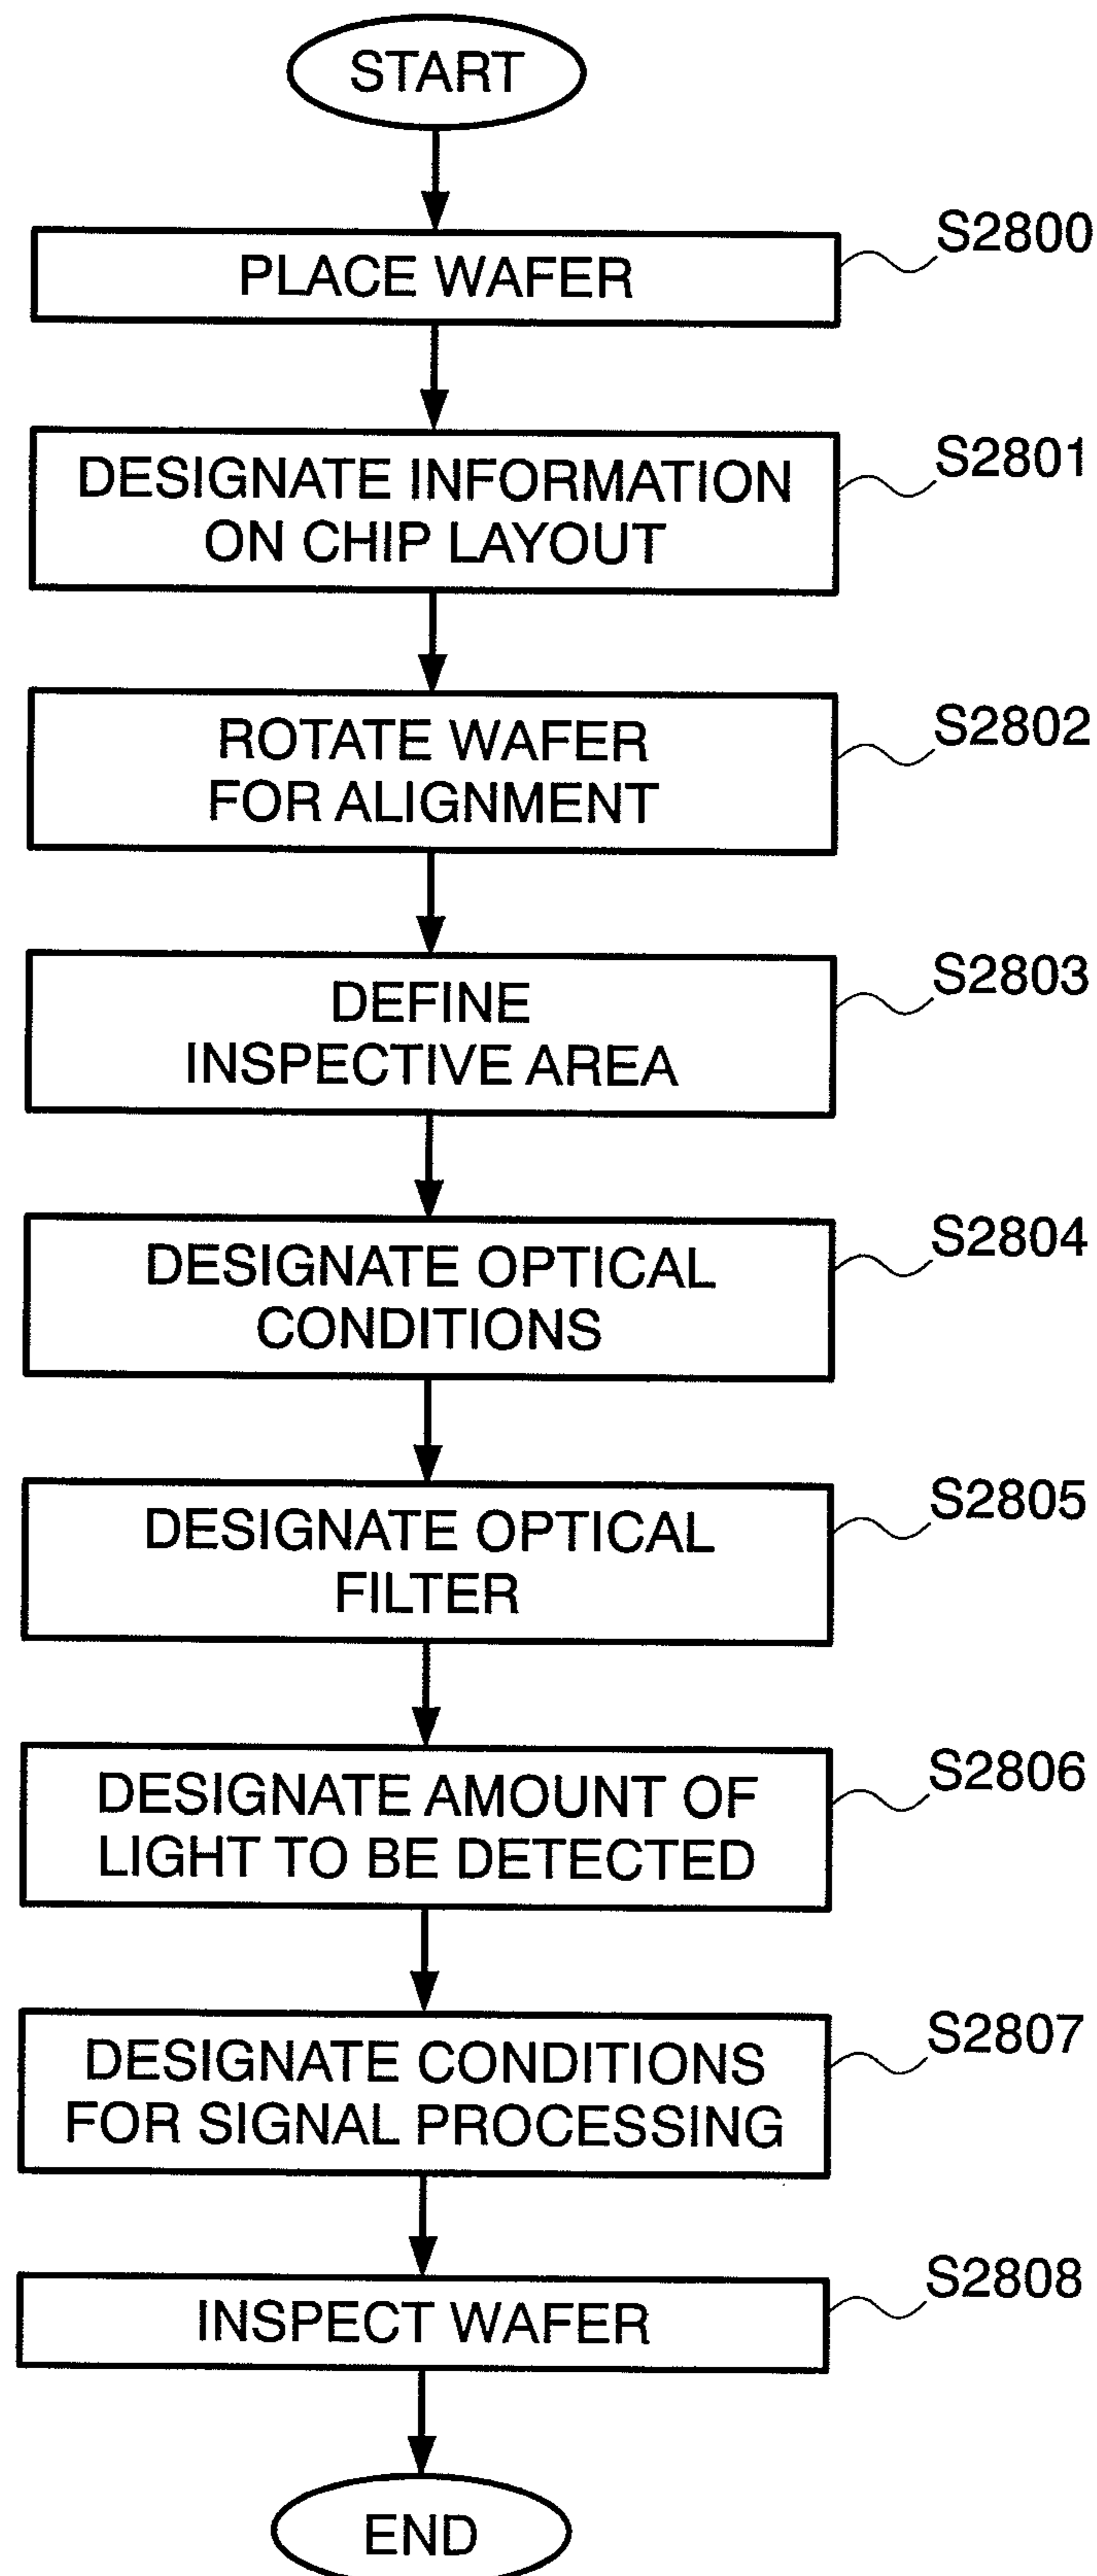 START
PLACE WAFER
S2800
DESIGNATE INFORMATION
ON CHIP LAYOUT
S2801
ROTATE WAFER
FOR ALIGNMENT
S2802
DEFINE
INSPECTIVE AREA
S2803
DESIGNATE OPTICAL
CONDITIONS
S2804
DESIGNATE OPTICAL
FILTER
S2805
DESIGNATE AMOUNT OF
LIGHT TO BE DETECTED
S2806
DESIGNATE CONDITIONS
FOR SIGNAL PROCESSING
S2807
INSPECT WAFER
S2808
END